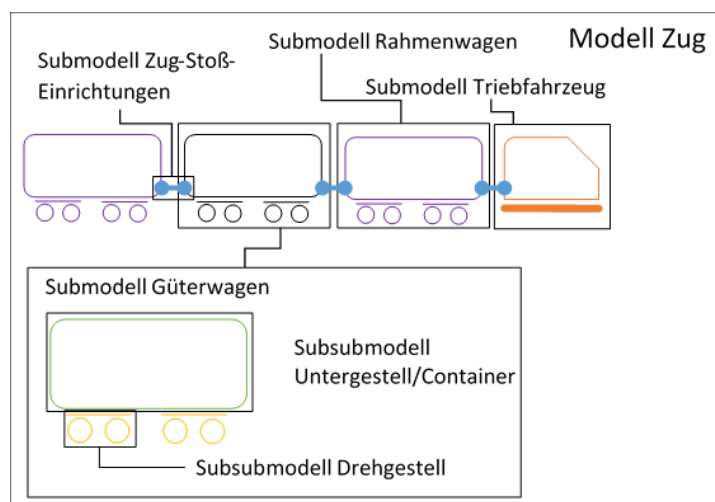 Modell Zug
Submodell Rahmenwagen
Submodell Zug-Stoß-
Einrichtungen
Submodell Triebfahrzeug
Submodell Güterwagen
Subsubmodell
Untergestell/Container
Subsubmodell Drehgestell